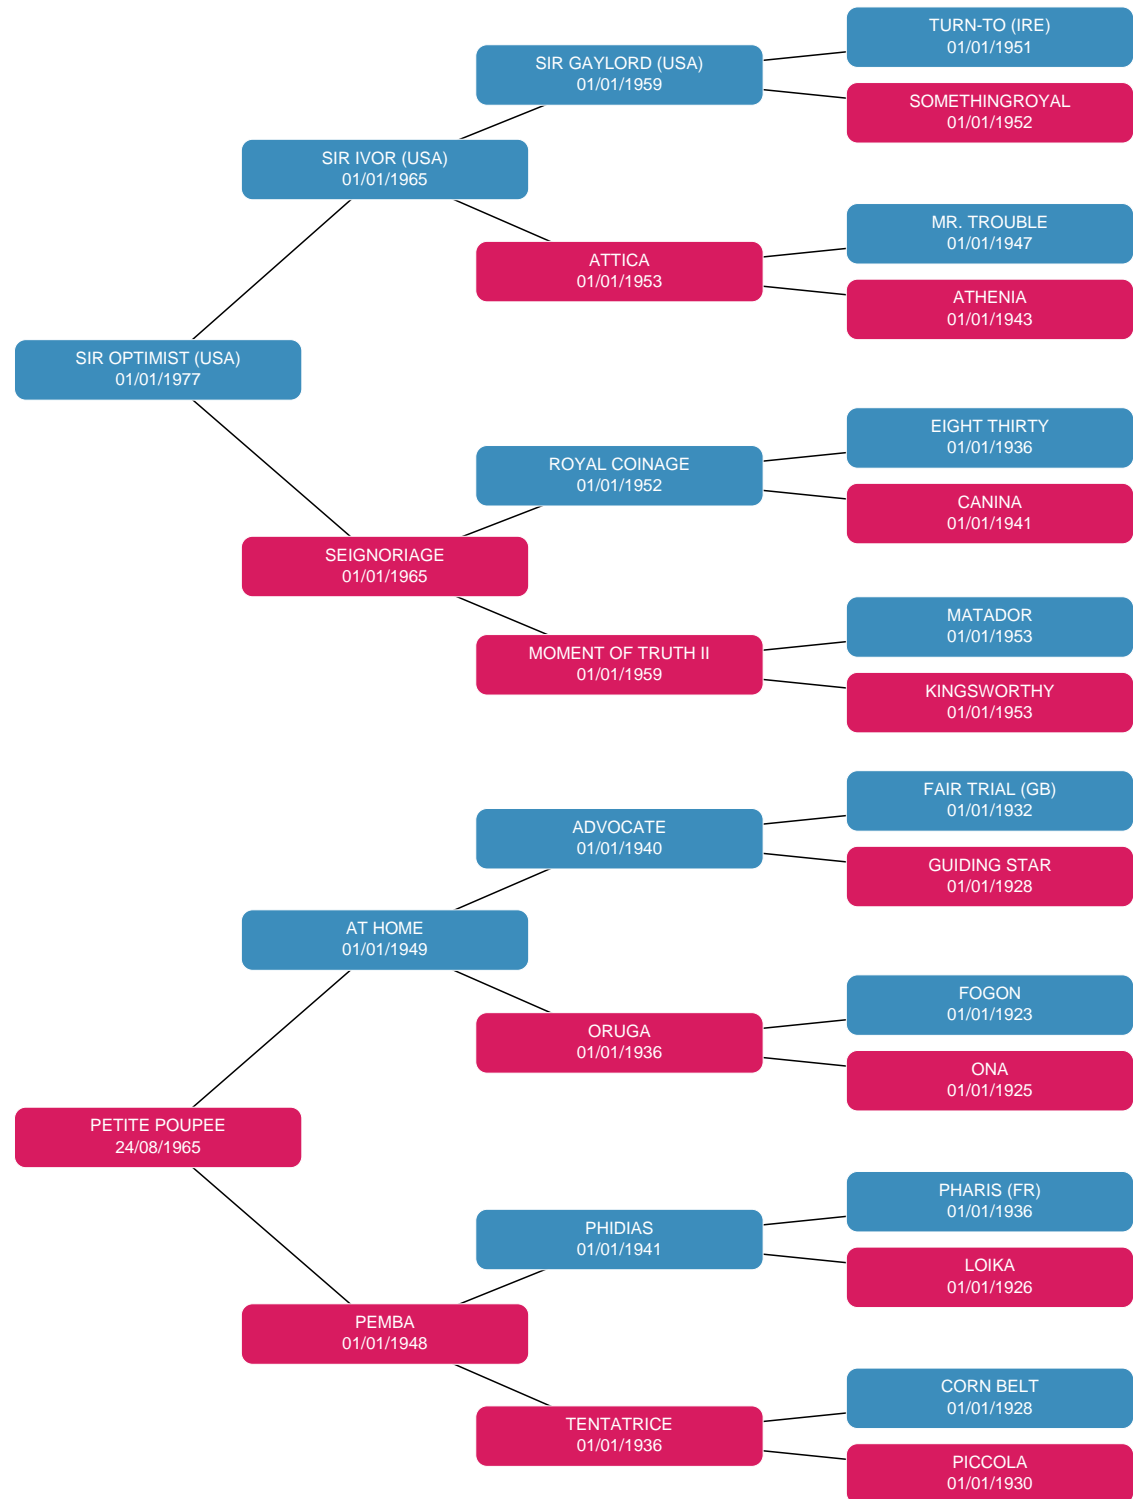 TURN-TO (IRE)
01/01/1951
SIR GAYLORD (USA)
01/01/1959
SOMETHINGROYAL
01/01/1952
SIR IVOR (USA)
01/01/1965
MR. TROUBLE
01/01/1947
ATTICA
01/01/1953
ATHENIA
01/01/1943
SIR OPTIMIST (USA)
01/01/1977
EIGHT THIRTY
01/01/1936
ROYAL COINAGE
01/01/1952
CANINA
01/01/1941
SEIGNORIAGE
01/01/1965
MATADOR
01/01/1953
MOMENT OF TRUTH II
01/01/1959
KINGSWORTHY
01/01/1953
FAIR TRIAL (GB)
01/01/1932
ADVOCATE
01/01/1940
GUIDING STAR
01/01/1928
AT HOME
01/01/1949
FOGON
01/01/1923
ORUGA
01/01/1936
ONA
01/01/1925
PETITE POUPEE
24/08/1965
PHARIS (FR)
01/01/1936
PHIDIAS
01/01/1941
LOIKA
01/01/1926
PEMBA
01/01/1948
CORN BELT
01/01/1928
TENTATRICE
01/01/1936
PICCOLA
01/01/1930